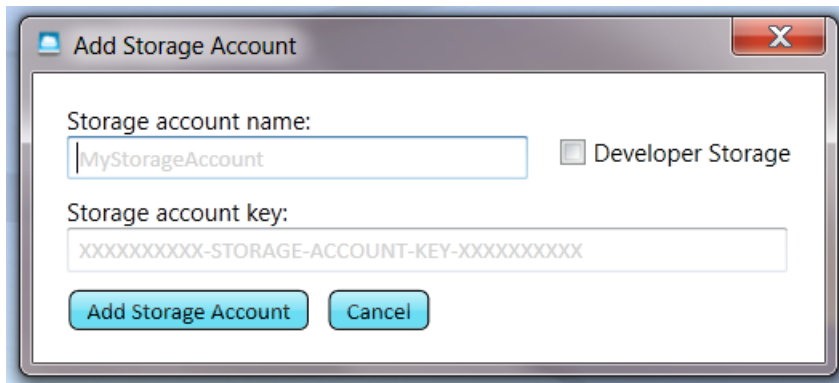 Add Storage Account
Storage account name:
MyStorageAccount
Developer Storage
Storage account key:
XXXXXXXXXX-STORAGE-ACCOUNT-KEY-XXXXXXXXXX
Add Storage Account
Cancel